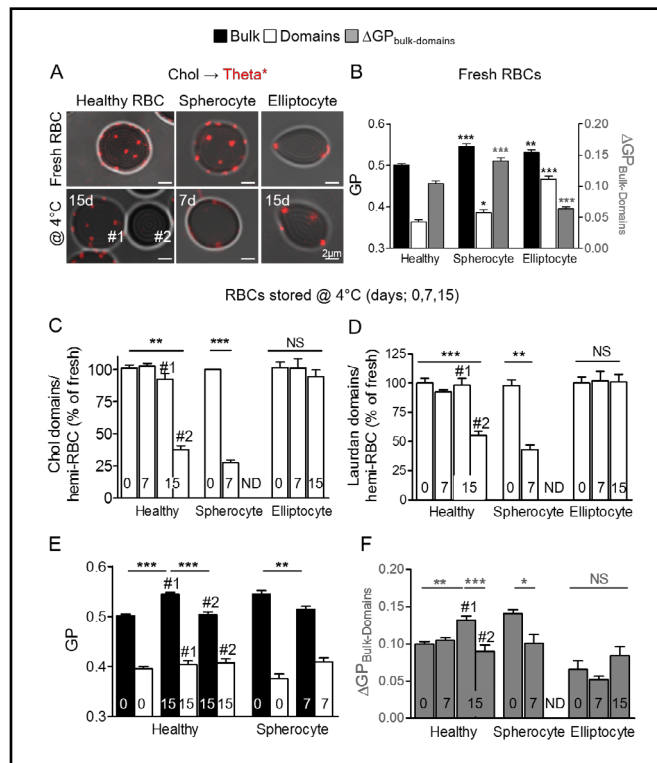 Bulk Domains ΔGPbulk-domains
A Chol → Theta*
Healthy RBC Spherocyte Elliptocyte
Fresh RBC
@ 4°C
15d 7d 15d
#1 #2
2µm
B Fresh RBCs
0.6 0.20
0.5 0.15
0.4 0.10
0.05
0.3 0.00
GP
ΔGPBulk-Domains
*** *** ** ***
* ***
Healthy Spherocyte Elliptocyte
RBCs stored @ 4°C (days; 0,7,15)
C
Chol domains/
hemi-RBC (% of fresh)
** *** NS
100
75
50
25
0
#1
#2
0 7 15 0 7 ND 0 7 15
Healthy Spherocyte Elliptocyte
D
Laurdan domains/
hemi-RBC (% of fresh)
*** ** NS
125
100
75
50
25
0
#1
#2
0 7 15 0 7 ND 0 7 15
Healthy Spherocyte Elliptocyte
E
GP
*** *** **
0.6
0.5
0.4
0.3
#1 #2
#1 #2
0 0 15 15 15 15 0 0 7 7
Healthy Spherocyte
F
ΔGPBulk-Domains
** *** * NS
0.20
0.15
0.10
0.05
0.00
#1
#2
0 7 15 0 7 ND 0 7 15
Healthy Spherocyte Elliptocyte